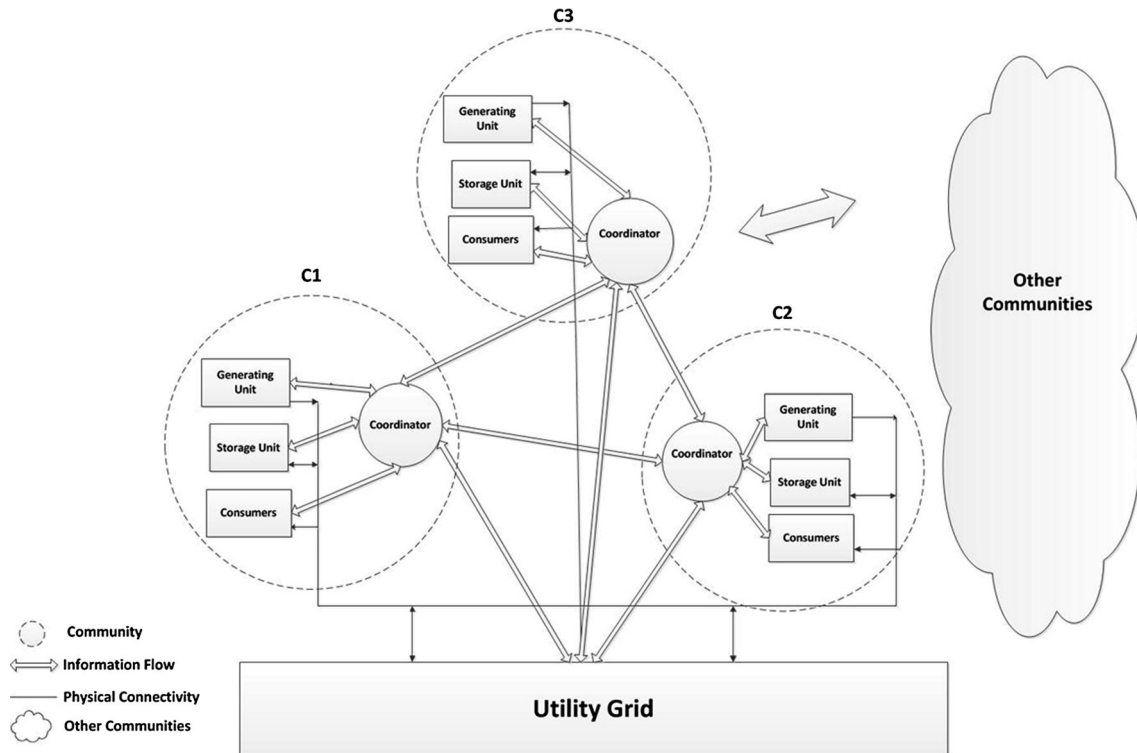 C3
Generating
Unit
Storage Unit
Consumers
Coordinator
C1
Generating
Unit
Storage Unit
Consumers
Coordinator
C2
Generating
Unit
Storage Unit
Consumers
Coordinator
Other
Communities
Community
Information Flow
Physical Connectivity
Other Communities
Utility Grid